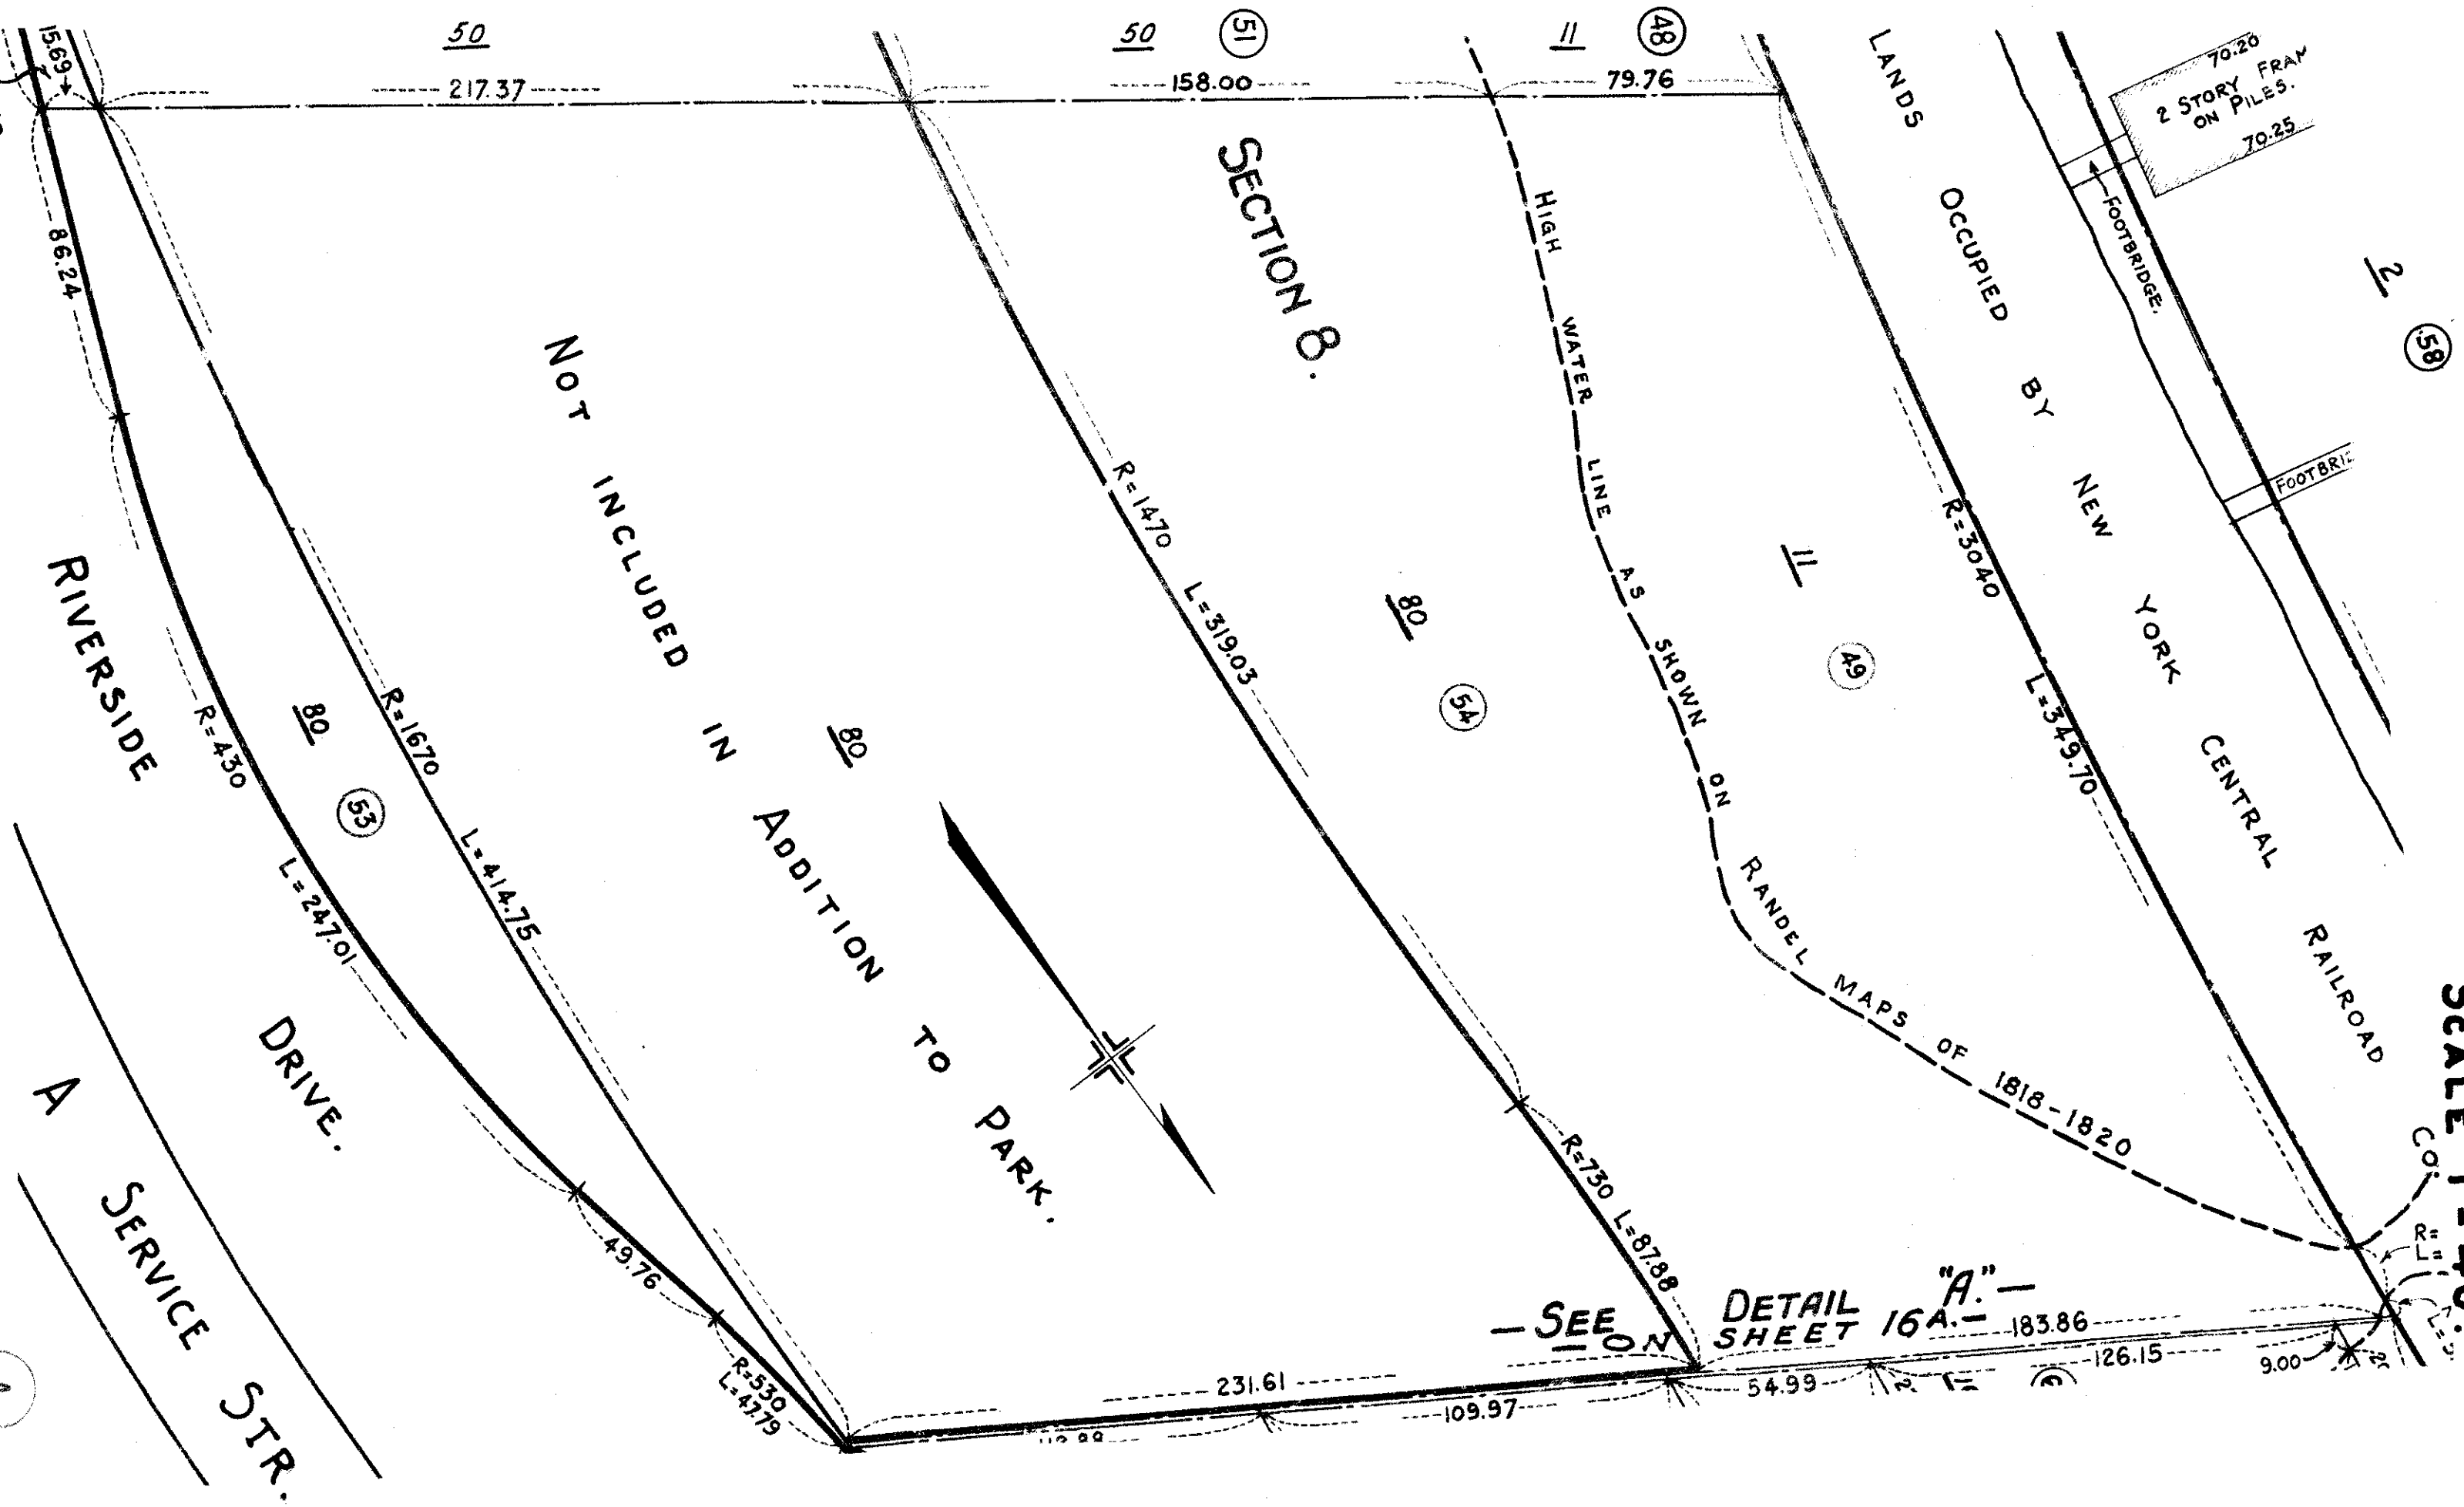 50
50
51
11
48
15.69
217.37
158.00
79.76
70.20
2 STORY
ON PILES.
70.25
FOOTBRIDGE.
2
58
LANDS OCCUPIED BY NEW YORK CENTRAL RAILROAD
Co.
SECTION 8.
HIGH WATER LINE AS SHOWN ON RANDEL MAPS OF 1818-1820
86.24
NOT INCLUDED IN ADDITION TO PARK.
R=1470
L=319.03
R=3040
L=349.70
11
49
80
54
80
80
53
R=1670
L=414.75
R=430
L=247.01
RIVERSIDE DRIVE.
A SERVICE STR.
49.76
R=530
L=47.79
R=730 L=87.88
—SEE DETAIL "A."—
ON SHEET 16A.—
183.86
231.61
109.97
54.99
126.15
9.00
R=
L=
SCALE